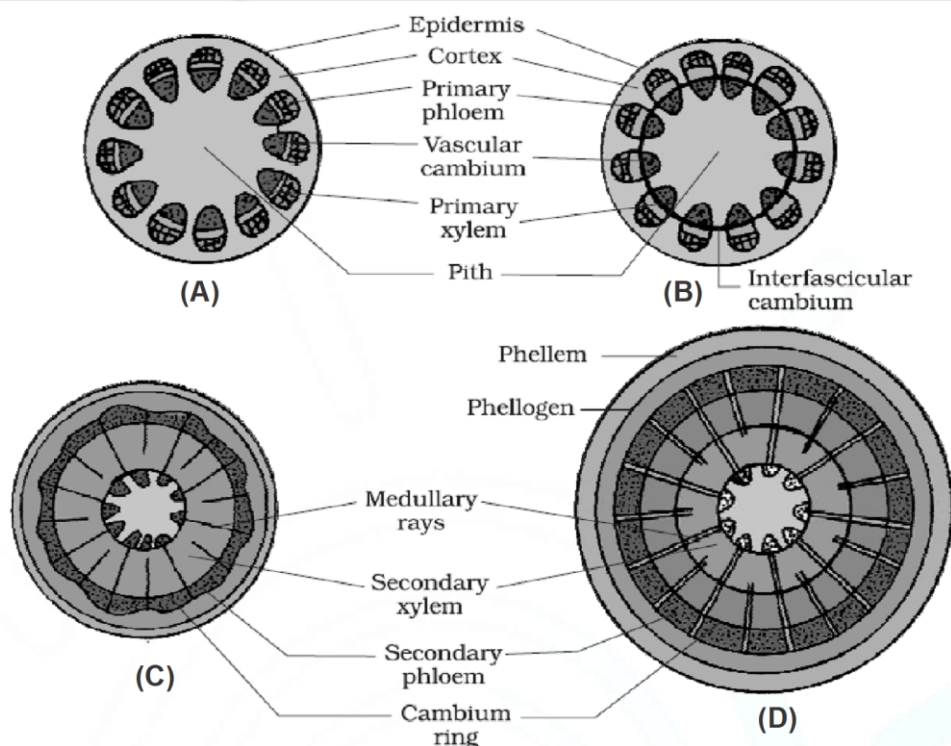 Epidermis
Cortex
Primary
phloem
Vascular
cambium
Primary
xylem
Pith
(A)
(B)
Interfascicular
cambium
Phellem
Phellogen
Medullary
rays
Secondary
xylem
Secondary
phloem
Cambium
ring
(C)
(D)